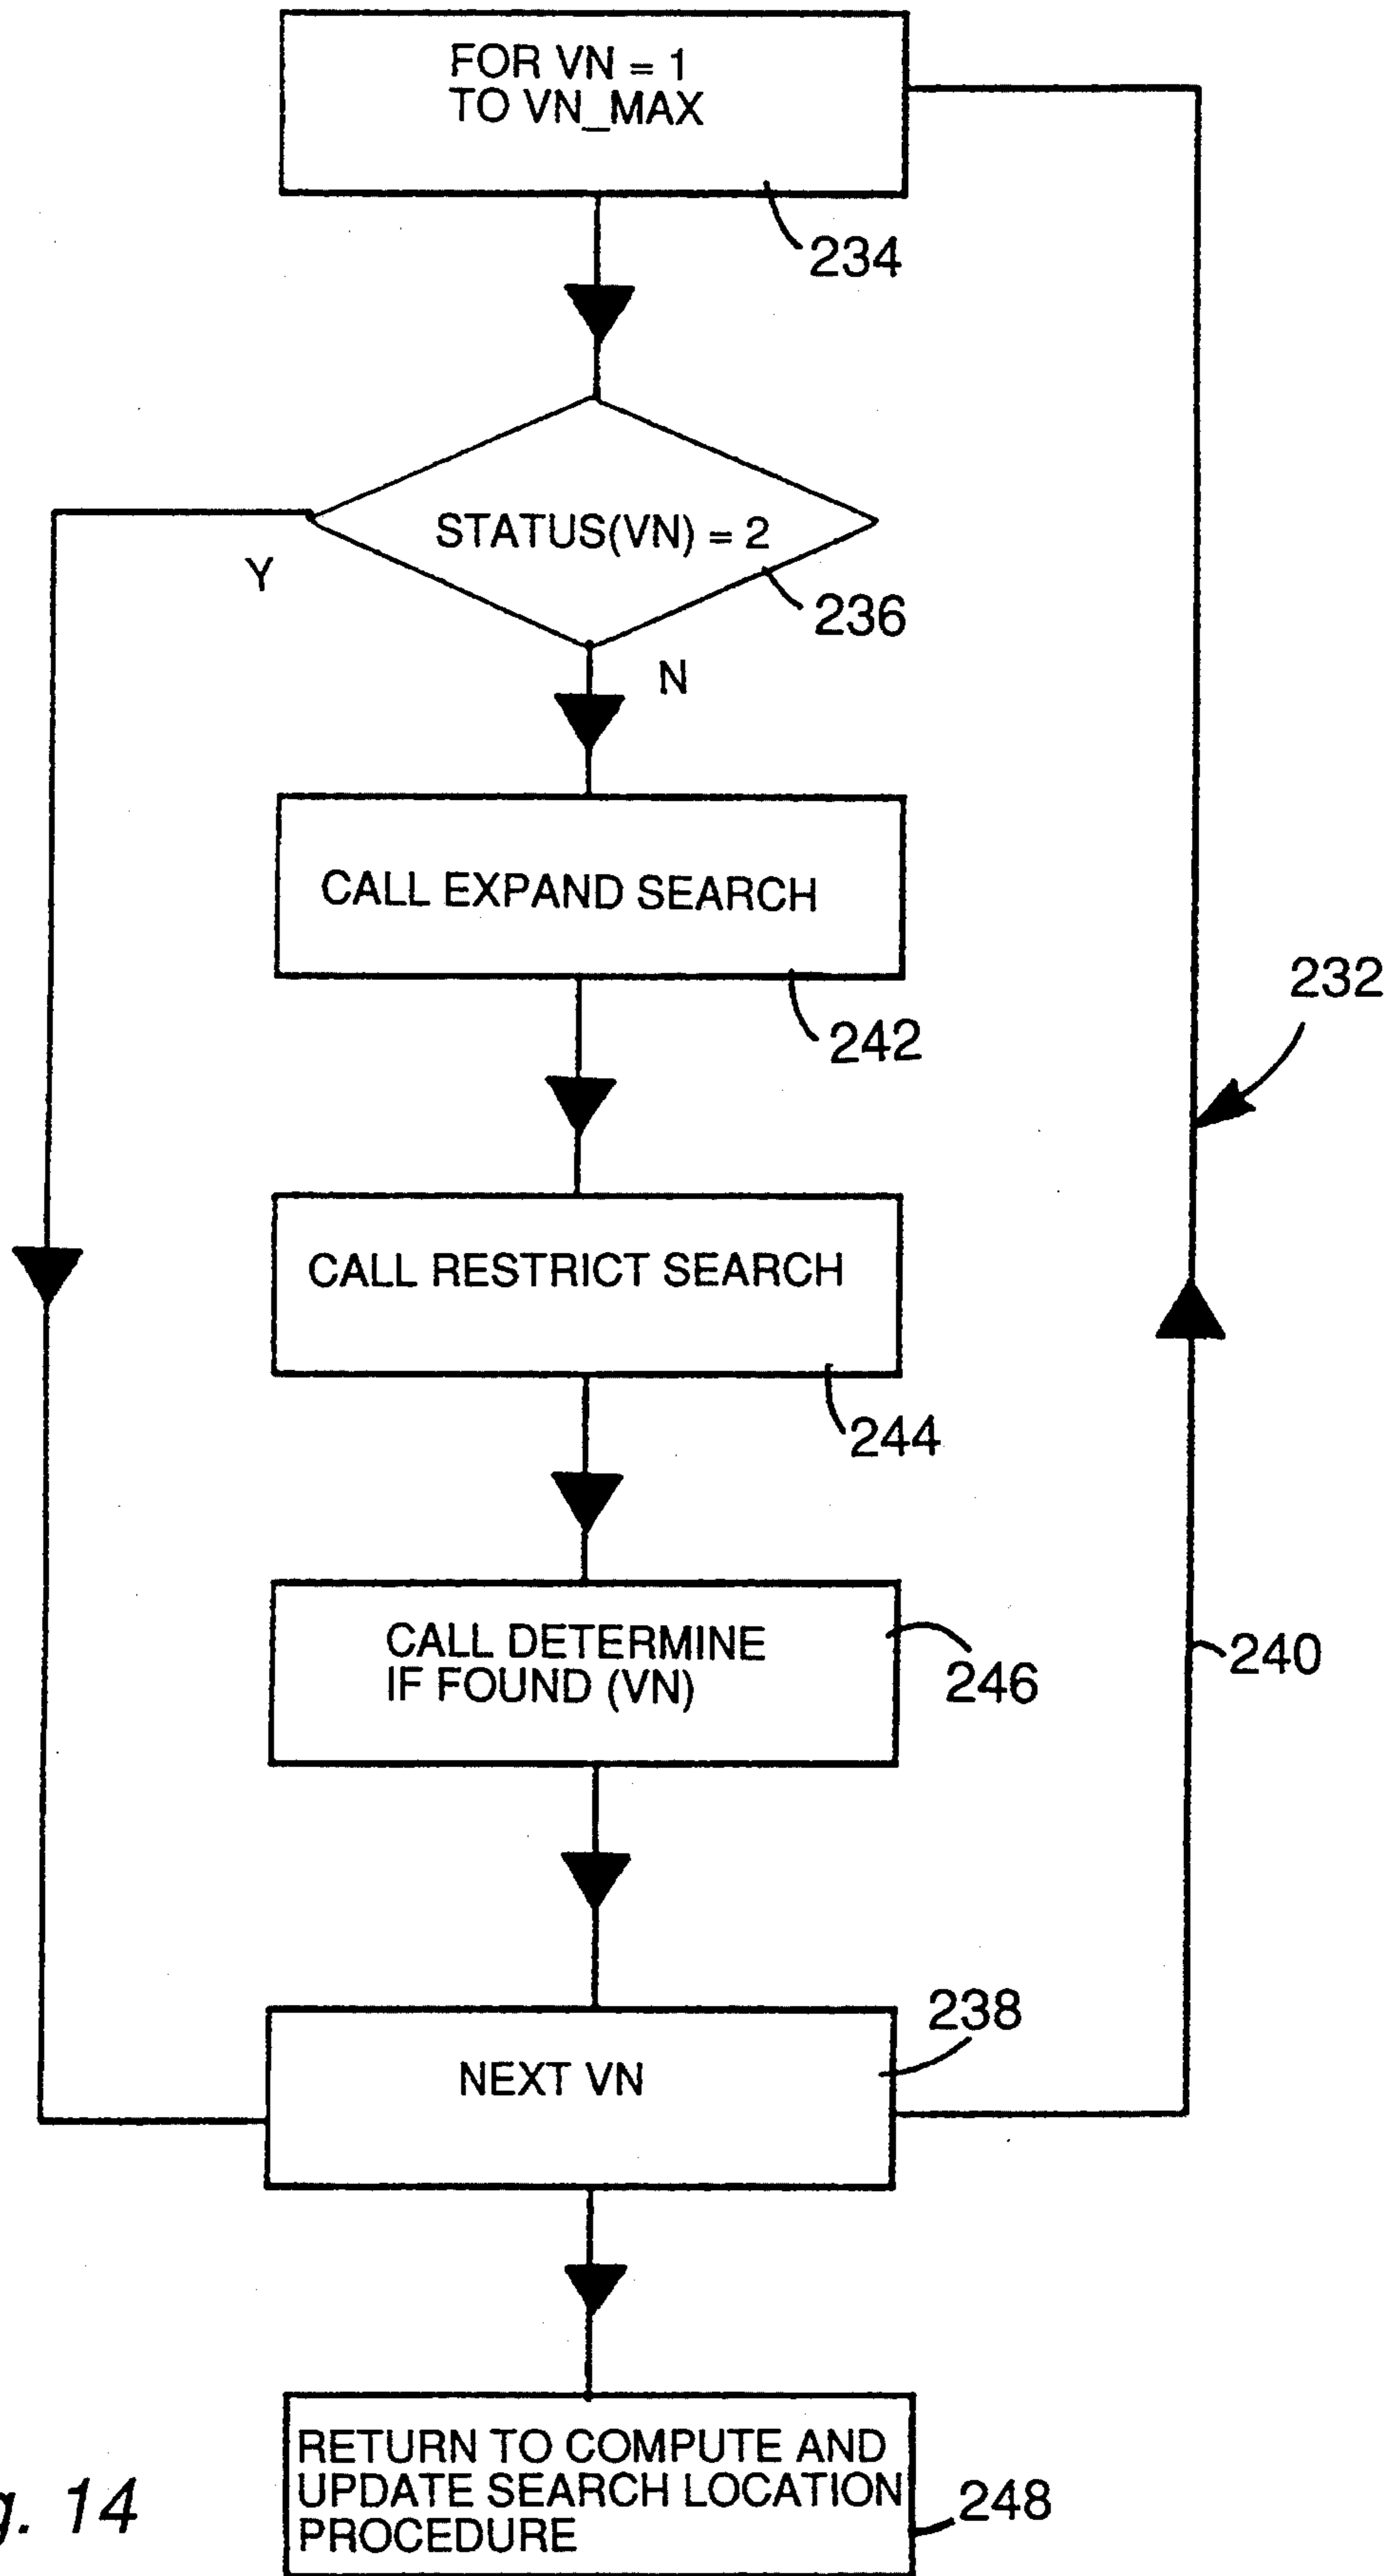 FOR VN = 1
TO VN_MAX
234
STATUS(VN) = 2
Y
236
N
CALL EXPAND SEARCH
242
232
CALL RESTRICT SEARCH
244
CALL DETERMINE
IF FOUND (VN)
246
240
238
NEXT VN
RETURN TO COMPUTE AND
UPDATE SEARCH LOCATION
PROCEDURE
248
g. 14